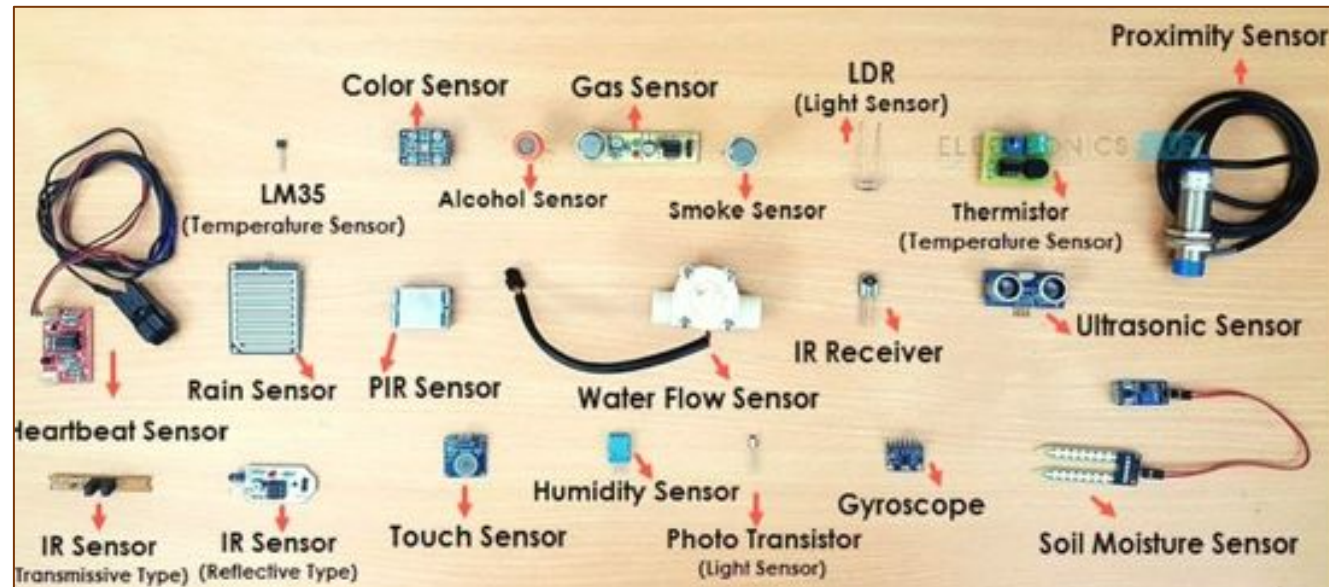 Proximity Sensor
Color Sensor
Gas Sensor
LDR
(Light Sensor)
LM35
(Temperature Sensor)
Alcohol Sensor
Smoke Sensor
Thermistor
(Temperature Sensor)
Rain Sensor
PIR Sensor
Water Flow Sensor
IR Receiver
Ultrasonic Sensor
Heartbeat Sensor
IR Sensor
(Transmissive Type)
IR Sensor
(Reflective Type)
Touch Sensor
Humidity Sensor
Photo Transistor
(Light Sensor)
Gyroscope
Soil Moisture Sensor